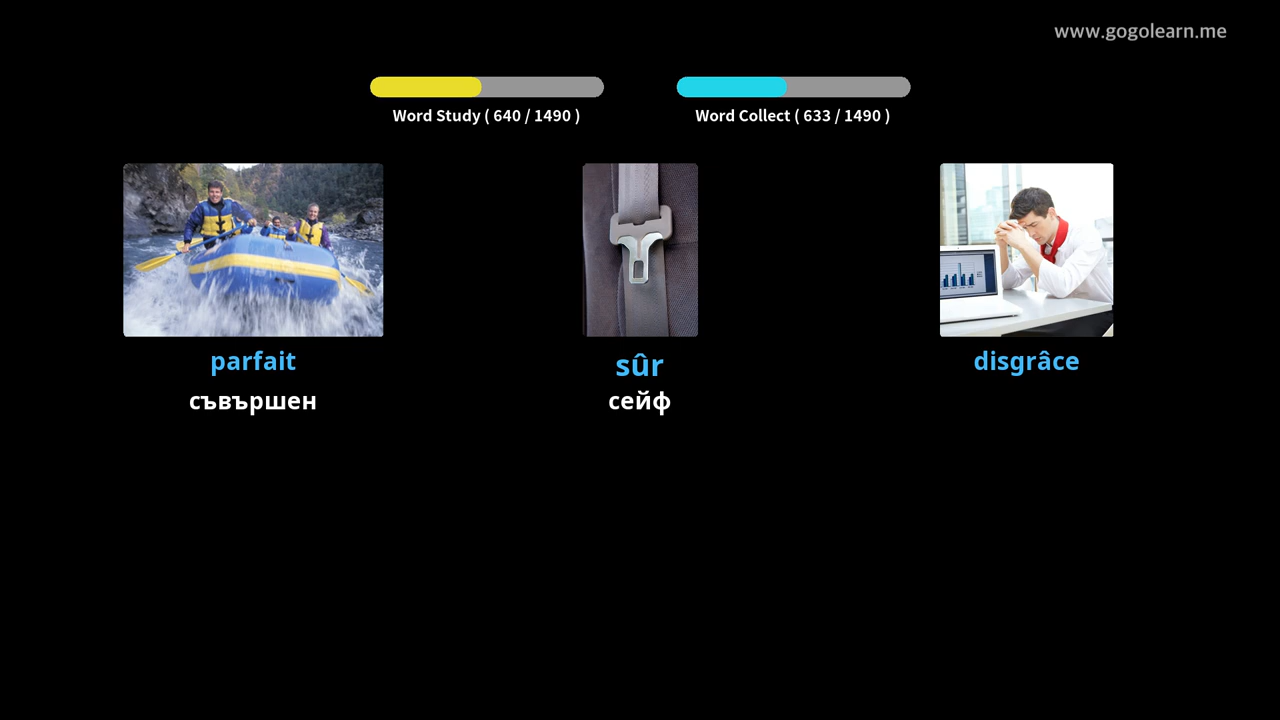 www.gogolearn.me
Word Study ( 640 / 1490 )
Word Collect ( 633 / 1490 )
parfait
съвършен
sûr
сейф
disgrâce